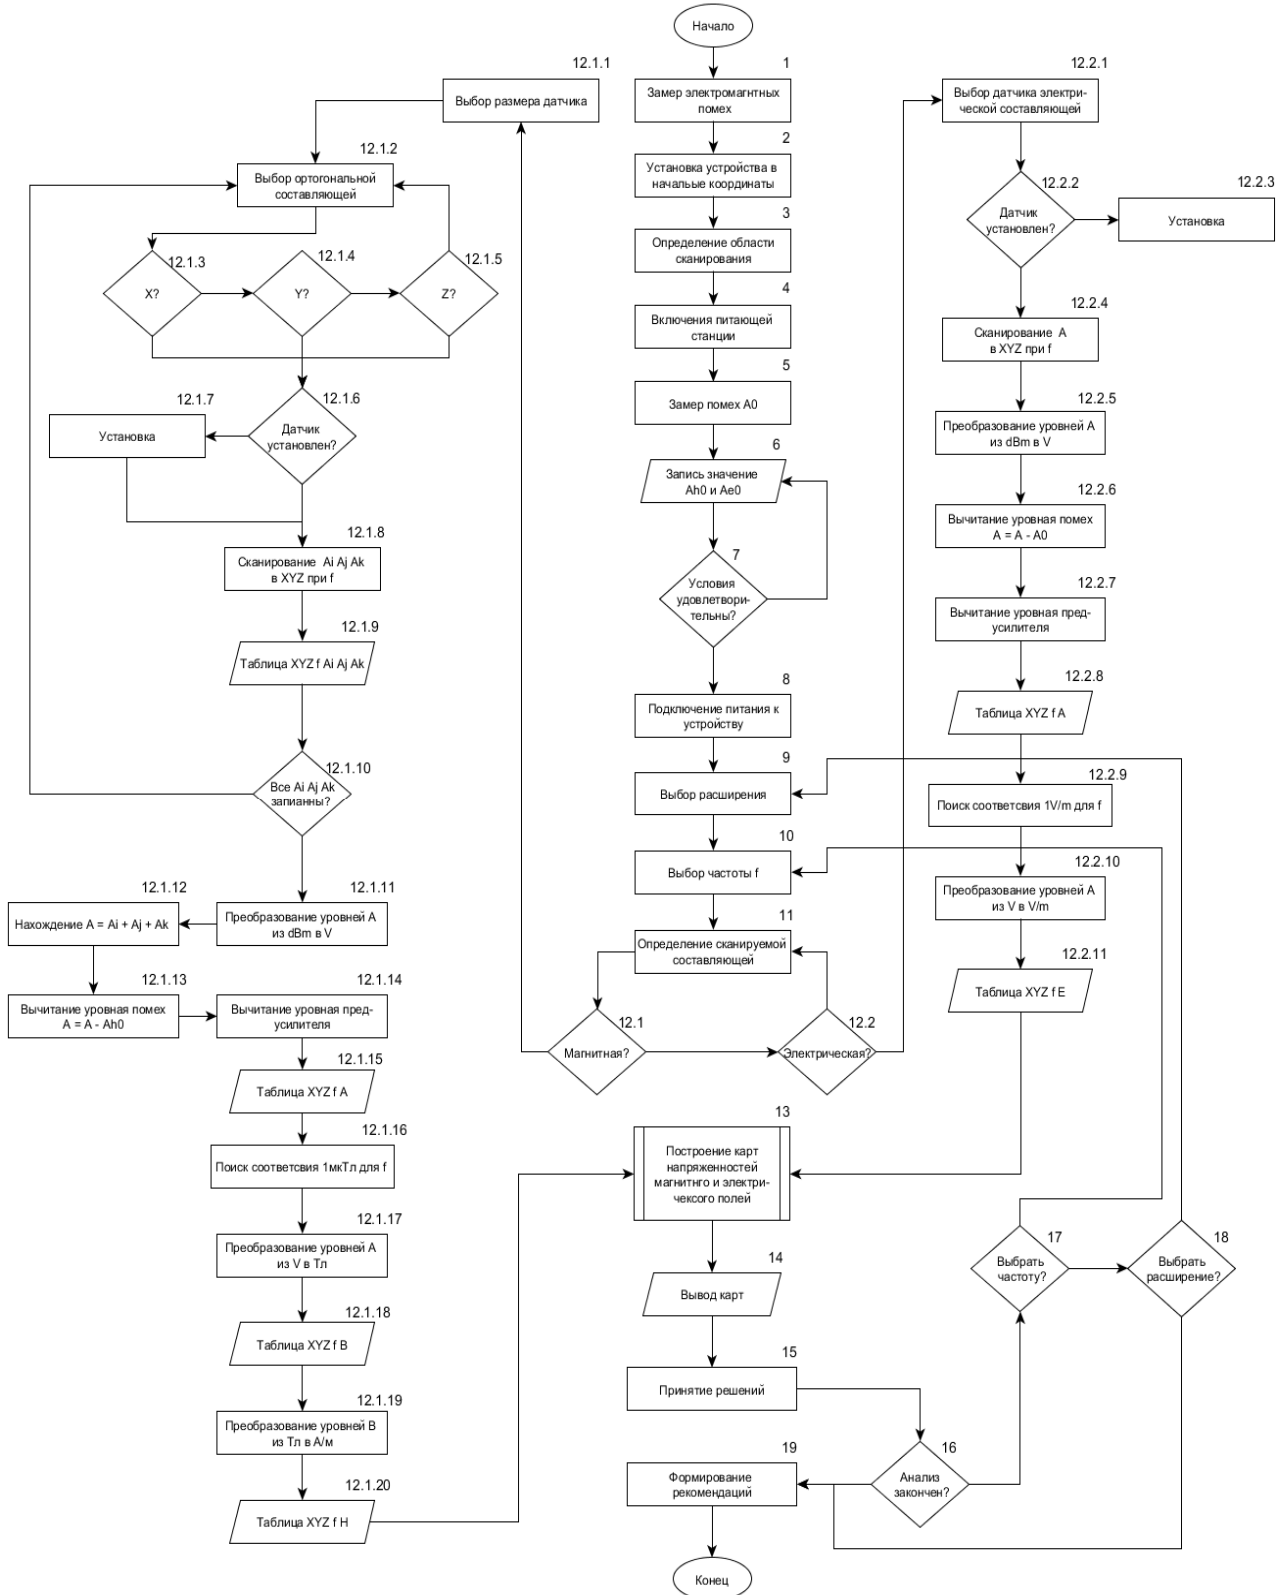 Начало
1
Замер электромагнтных
помех
2
Установка устройства в
начальые координаты
3
Определение области
сканирования
4
Включения питающей
станции
5
Замер помех A0
6
Запись значение
Ah0 и Ae0
7
Условия
удовлетвори-
тельны?
8
Подключение питания к
устройству
9
Выбор расширения
10
Выбор частоты f
11
Определение сканируемой
составляющей
12.1
Магнитная?
12.2
Электрическая?
12.1.1
Выбор размера датчика
12.1.2
Выбор ортогональной
составляющей
12.1.3
X?
12.1.4
Y?
12.1.5
Z?
12.1.6
Датчик
установлен?
12.1.7
Установка
12.1.8
Сканирование Ai Aj Ak
в XYZ при f
12.1.9
Таблица XYZ f Ai Aj Ak
12.1.10
Все Ai Aj Ak
запианны?
12.1.11
Преобразование уровней A
из dBm в V
12.1.12
Нахождение A = Ai + Aj + Ak
12.1.13
Вычитание уровная помех
A = A - Ah0
12.1.14
Вычитание уровная пред-
усилителя
12.1.15
Таблица XYZ f A
12.1.16
Поиск соответсвия 1мкТл для f
12.1.17
Преобразование уровней A
из V в Тл
12.1.18
Таблица XYZ f B
12.1.19
Преобразование уровней B
из Тл в А/м
12.1.20
Таблица XYZ f H
12.2.1
Выбор датчика электри-
ческой составляющей
12.2.2
Датчик
установлен?
12.2.3
Установка
12.2.4
Сканирование A
в XYZ при f
12.2.5
Преобразование уровней A
из dBm в V
12.2.6
Вычитание уровная помех
A = A - A0
12.2.7
Вычитание уровная пред-
усилителя
12.2.8
Таблица XYZ f A
12.2.9
Поиск соответсвия 1V/m для f
12.2.10
Преобразование уровней A
из V в V/m
12.2.11
Таблица XYZ f E
13
Построение карт
напряженностей
магнитнго и электри-
чексого полей
14
Вывод карт
15
Принятие решений
16
Анализ
закончен?
17
Выбрать
частоту?
18
Выбрать
расширение?
19
Формирование
рекомендаций
Конец